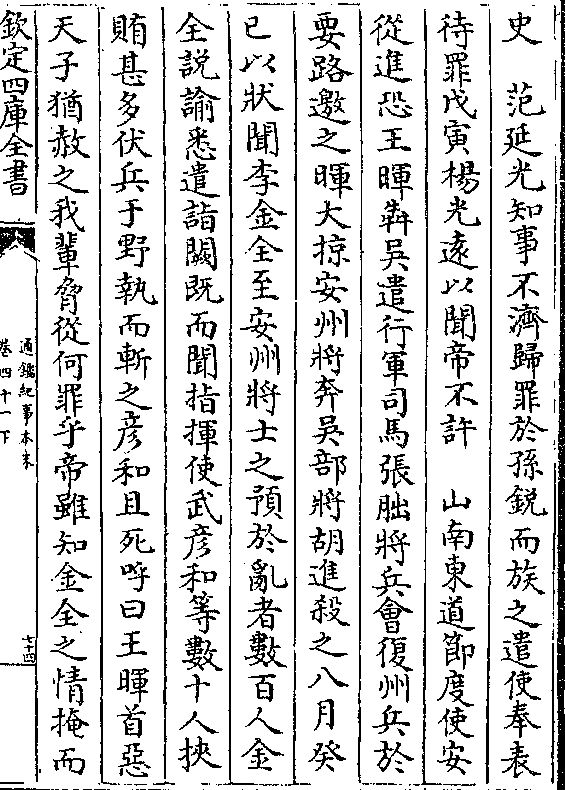 史　范延光知事不濟歸罪於孫鋭而族之遣使奉表
待罪戊寅楊光遠以聞帝不許　山南東道節度使安
從進恐王暉犇吳遣行軍司馬張朏將兵會復州兵於
要路邀之暉大掠安州將奔吳部將胡進殺之八月癸
巳以狀聞李金全至安州將士之預於亂者數百人金
全説諭悉遣詣闕既而聞指揮使武彦和等數十人挾
賄甚多伏兵于野執而斬之彦和且死呼曰王暉首惡
天子猶赦之我輩脅從何罪乎帝雖知金全之情掩而
欽定四庫全書
通鑑紀事本末
卷四十一下
七十四